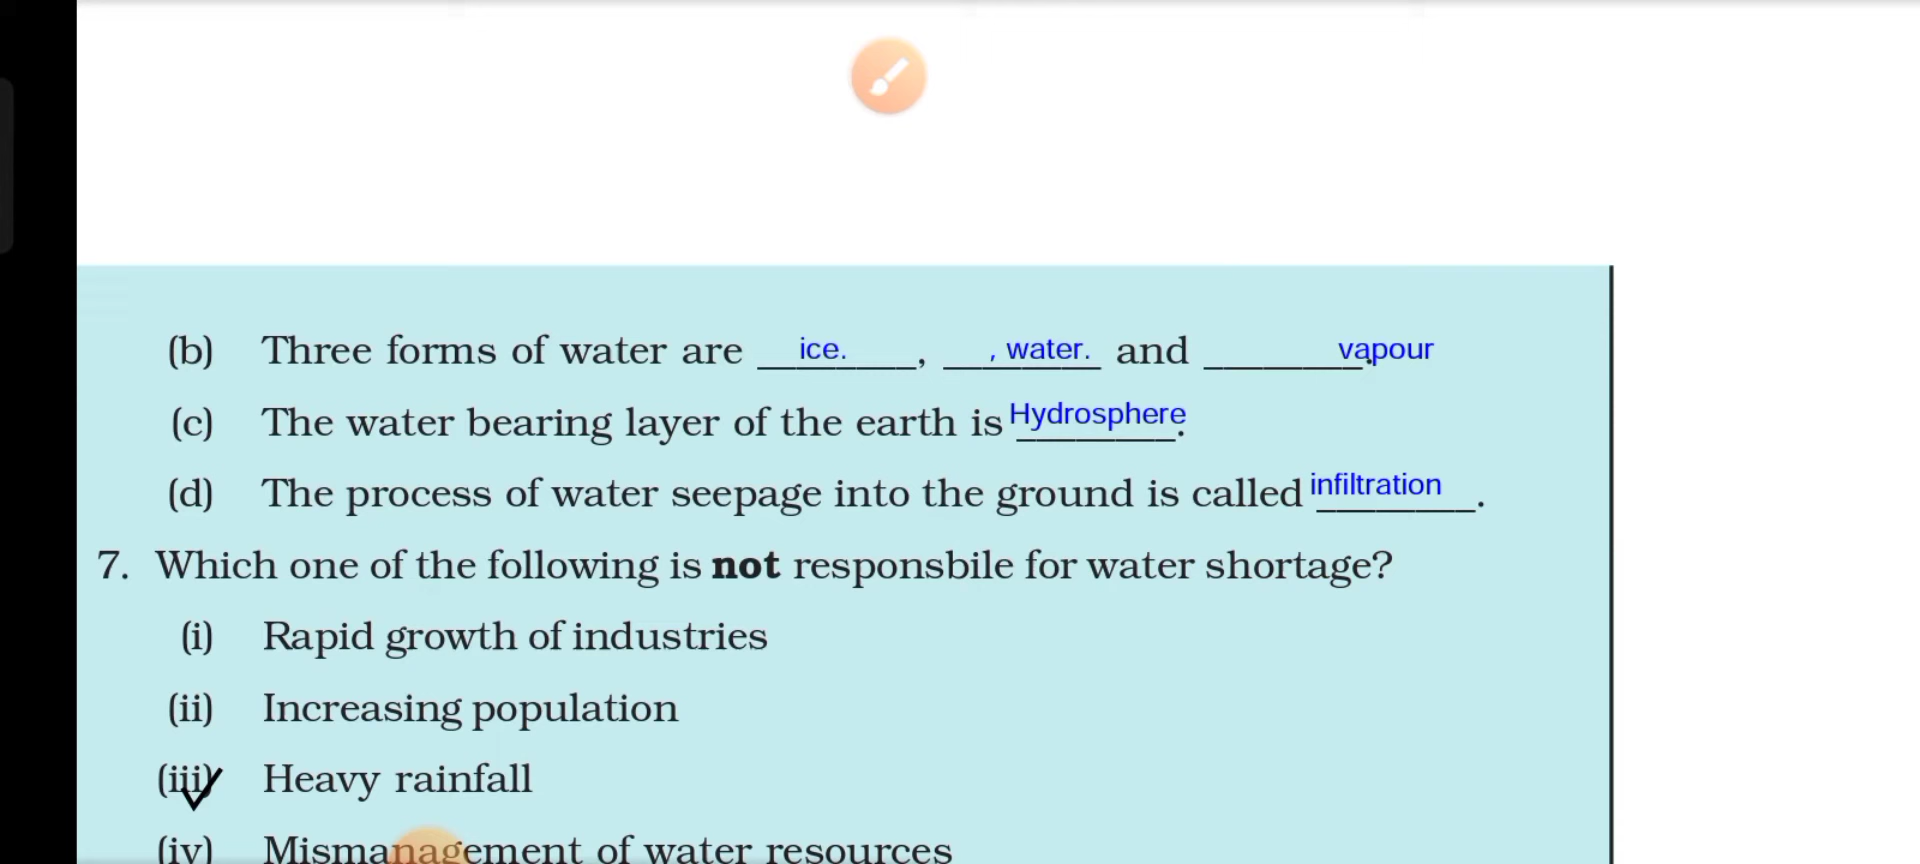 (b) Three forms of water are ice. , , water. and vapour.
(c) The water bearing layer of the earth is Hydrosphere.
(d) The process of water seepage into the ground is called infiltration.
7. Which one of the following is not responsbile for water shortage?
(i) Rapid growth of industries
(ii) Increasing population
(iii) Heavy rainfall
(iv) Mismanagement of water resources